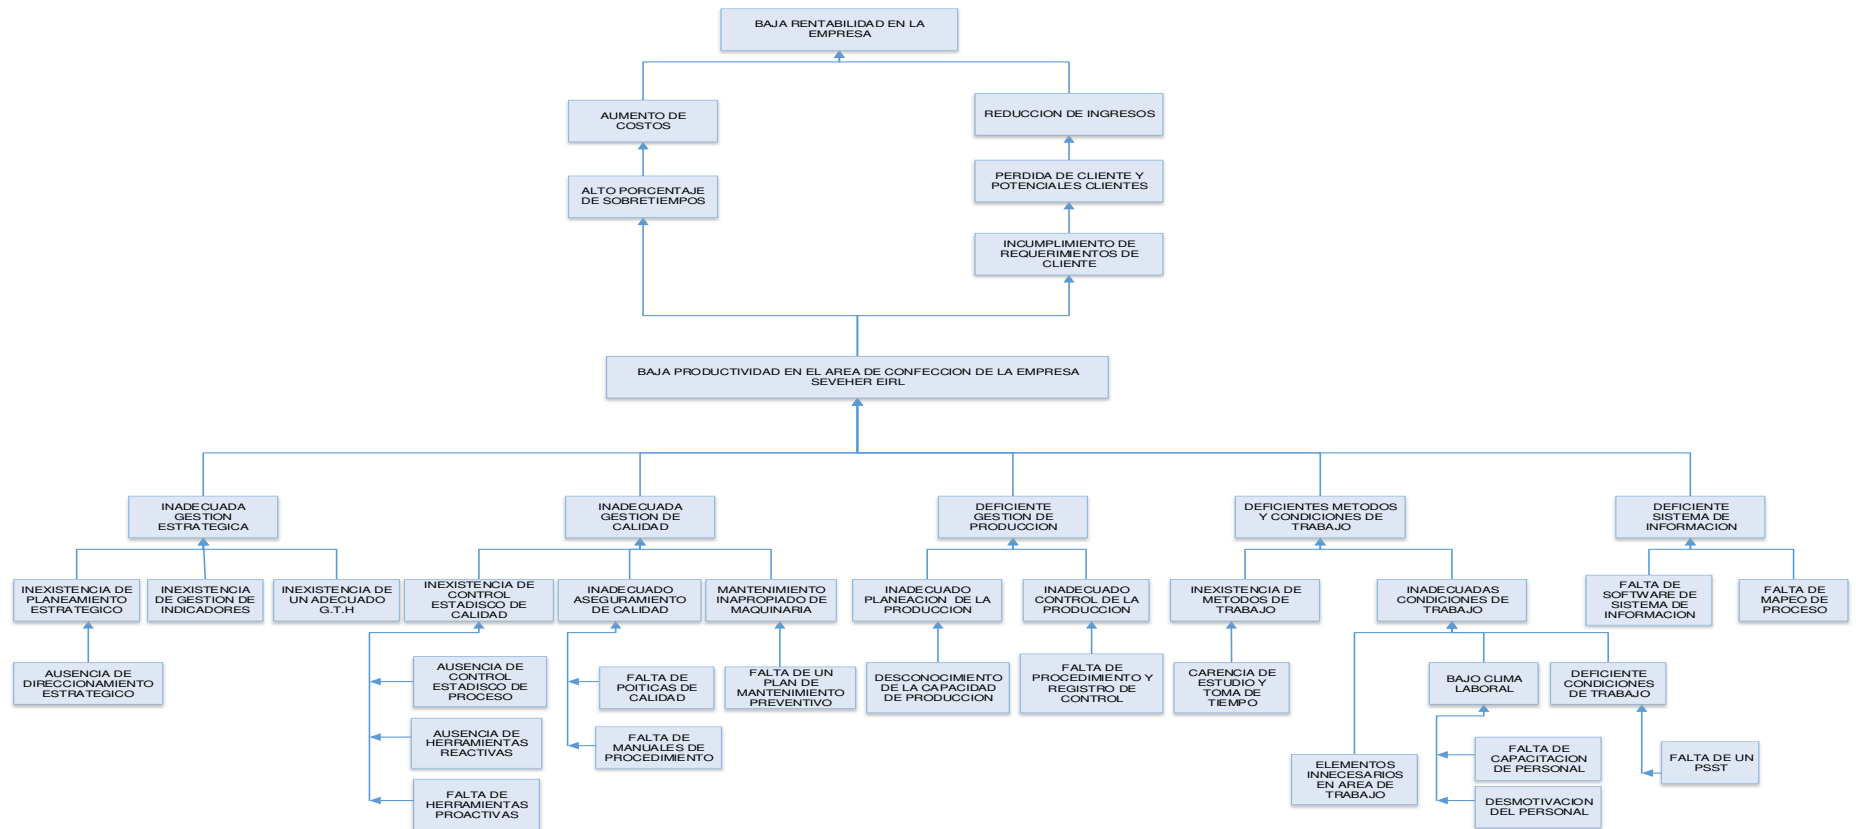 BAJA RENTABILIDAD EN LA
EMPRESA
AUMENTO DE
COSTOS
REDUCCION DE INGRESOS
ALTO PORCENTAJE
DE SOBRETIEMPOS
PERDIDA DE CLIENTE Y
POTENCIALES CLIENTES
INCUMPLIMIENTO DE
REQUERIMIENTOS DE
CLIENTE
BAJA PRODUCTIVIDAD EN EL AREA DE CONFECCION DE LA EMPRESA
SEVEHER EIRL
INADECUADA
GESTION
ESTRATEGICA
INADECUADA
GESTION DE
CALIDAD
DEFICIENTE
GESTION DE
PRODUCCION
DEFICIENTES METODOS
Y CONDICIONES DE
TRABAJO
DEFICIENTE
SISTEMA DE
INFORMACION
INEXISTENCIA DE
PLANEAMIENTO
ESTRATEGICO
INEXISTENCIA
DE GESTION DE
INDICADORES
INEXISTENCIA DE
UN ADECUADO
G.T.H
INEXISTENCIA DE
CONTROL
ESTADISCO DE
CALIDAD
INADECUADO
ASEGURAMIENTO
DE CALIDAD
MANTENIMIENTO
INAPROPIADO DE
MAQUINARIA
INADECUADO
PLANEACION DE LA
PRODUCCION
INADECUADO
CONTROL DE LA
PRODUCCION
INEXISTENCIA DE
METODOS DE
TRABAJO
INADECUADAS
CONDICIONES DE
TRABAJO
FALTA DE
SOFTWARE DE
SISTEMA DE
INFORMACION
FALTA DE
MAPEO DE
PROCESO
AUSENCIA DE
DIRECCIONAMIENTO
ESTRATEGICO
AUSENCIA DE
CONTROL
ESTADISCO DE
PROCESO
FALTA DE
POITICAS DE
CALIDAD
FALTA DE UN
PLAN DE
MANTENIMIENTO
PREVENTIVO
DESCONOCIMIENTO
DE LA CAPACIDAD
DE PRODUCCION
FALTA DE
PROCEDIMIENTO Y
REGISTRO DE
CONTROL
CARENCIA DE
ESTUDIO Y
TOMA DE
TIEMPO
BAJO CLIMA
LABORAL
DEFICIENTE
CONDICIONES
DE TRABAJO
AUSENCIA DE
HERRAMIENTAS
REACTIVAS
FALTA DE
MANUALES DE
PROCEDIMIENTO
ELEMENTOS
INNECESARIOS
EN AREA DE
TRABAJO
FALTA DE
CAPACITACION
DE PERSONAL
FALTA DE UN
PSST
FALTA DE
HERRAMIENTAS
PROACTIVAS
DESMOTIVACION
DEL PERSONAL